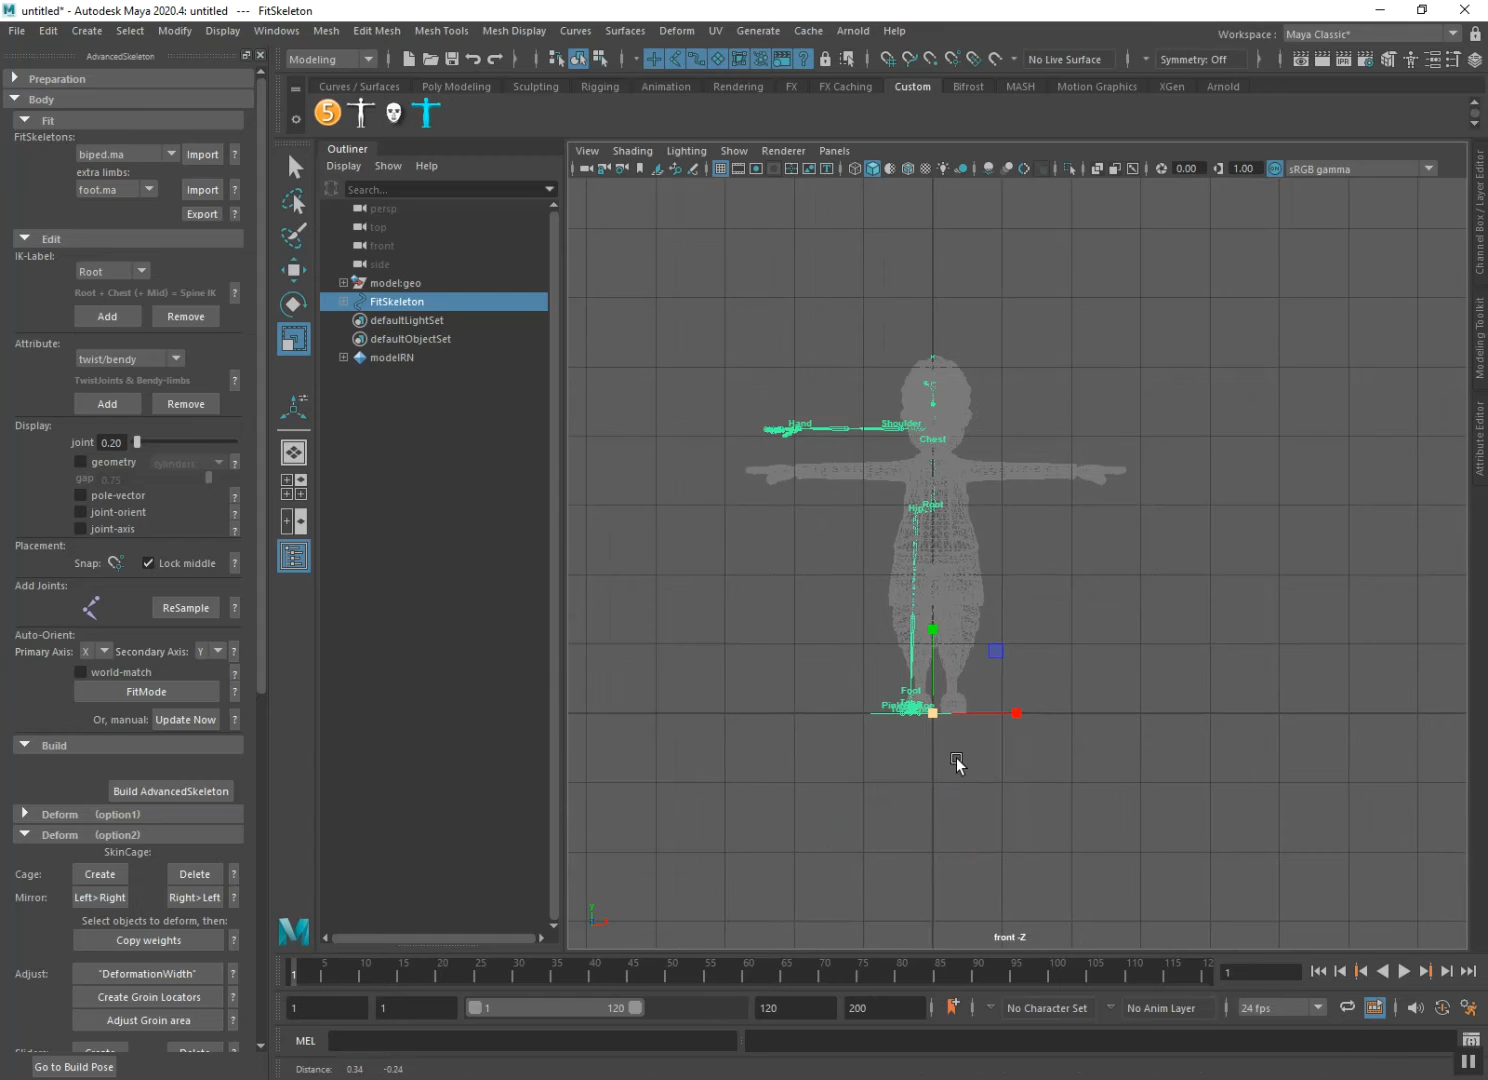 untitled* - Autodesk Maya 2020.4: untitled --- FitSkeleton
File Edit Create Select Modify Display Windows Mesh Edit Mesh Mesh Tools Mesh Display Curves Surfaces Deform UV Generate Cache Arnold Help
Workspace : Maya Classic*
AdvancedSkeleton
Modeling
No Live Surface
Symmetry: Off
Curves / Surfaces Poly Modeling Sculpting Rigging Animation Rendering FX FX Caching Custom Bifrost MASH Motion Graphics XGen Arnold
5
Preparation
Body
Fit
FitSkeletons:
biped.ma Import ?
extra limbs:
foot.ma Import ?
Export ?
Edit
IK-Label:
Root
Root + Chest (+ Mid) = Spine IK
Add Remove
Attribute:
twist/bendy
TwistJoints & Bendy-limbs ?
Add Remove
Display:
joint 0.20
geometry cylinders ?
gap 0.75
pole-vector ?
joint-orient ?
joint-axis ?
Placement:
Snap: Lock middle ?
Add Joints:
ReSample ?
Auto-Orient:
Primary Axis: X Secondary Axis: Y ?
world-match ?
FitMode ?
Or, manual: Update Now ?
Build
Build AdvancedSkeleton
Deform (option1)
Deform (option2)
SkinCage:
Cage: Create Delete ?
Mirror: Left>Right Right>Left ?
Select objects to deform, then:
Copy weights ?
Adjust: "DeformationWidth" ?
Create Groin Locators ?
Adjust Groin area ?
Go to Build Pose
Outliner
Display Show Help
Search...
persp
top
front
side
model:geo
FitSkeleton
defaultLightSet
defaultObjectSet
modelRN
View Shading Lighting Show Renderer Panels
0.00 1.00 sRGB gamma
Hand Shoulder
Chest
Root
Foot
y
front -Z
Channel Box / Layer Editor
Modeling Toolkit
Attribute Editor
1 5 10 15 20 25 30 35 40 45 50 55 60 65 70 75 80 85 90 95 100 105 110 115 12
1
1 1 1 120 120 200 No Character Set No Anim Layer 24 fps
MEL
Distance: 0.34 -0.24